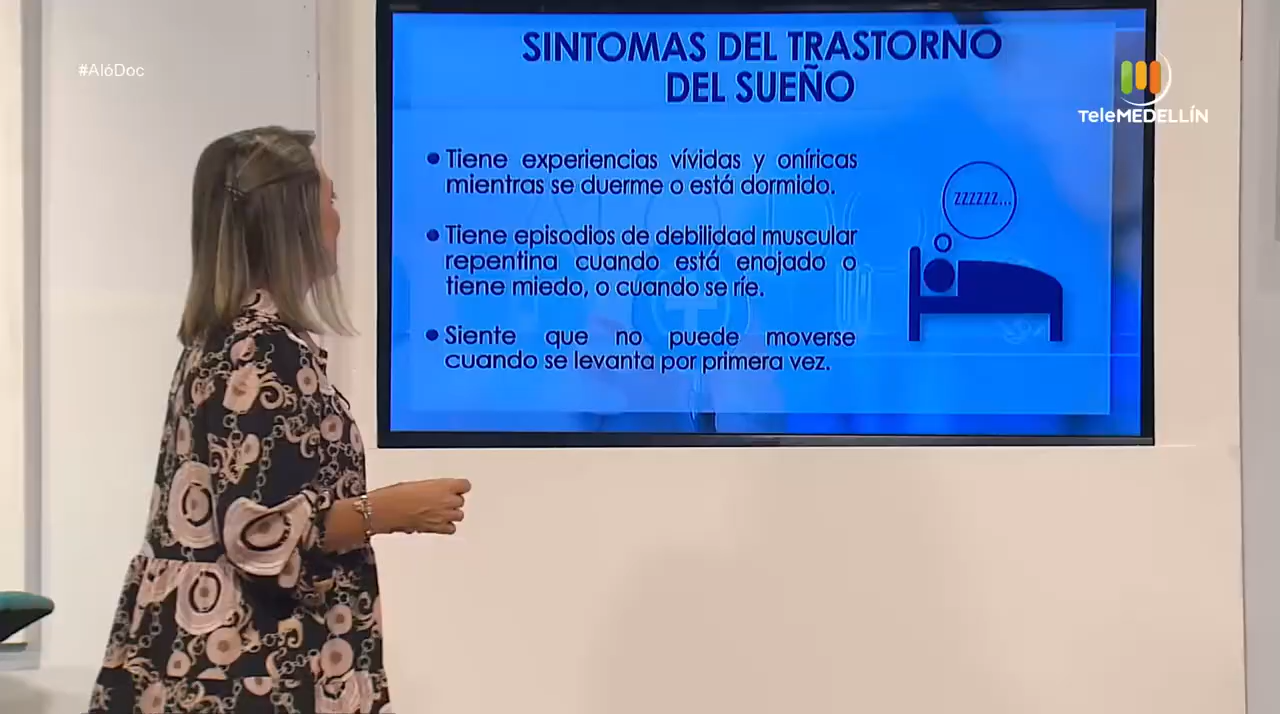 #AlóDoc
SINTOMAS DEL TRASTORNO
DEL SUEÑO
TeleMEDELLÍN
• Tiene experiencias vívidas y oníricas
mientras se duerme o está dormido.
zzzzzz...
• Tiene episodios de debilidad muscular
repentina cuando está enojado o
tiene miedo, o cuando se ríe.
• Siente que no puede moverse
cuando se levanta por primera vez.